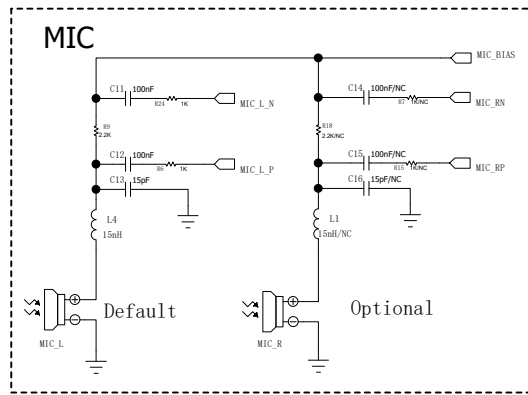 MIC
MIC_BIAS
C11 100nF
R24 1K
MIC_L_N
C14 100nF/NC
R7 1K/NC
MIC_RN
R9
2.2K
R18
2.2K/NC
C12 100nF
R6 1K
MIC_L_P
C15 100nF/NC
R15 1K/NC
MIC_RP
C13 15pF
C16 15pF/NC
L4
15nH
L1
15nH/NC
Default
Optional
MIC_L
MIC_R